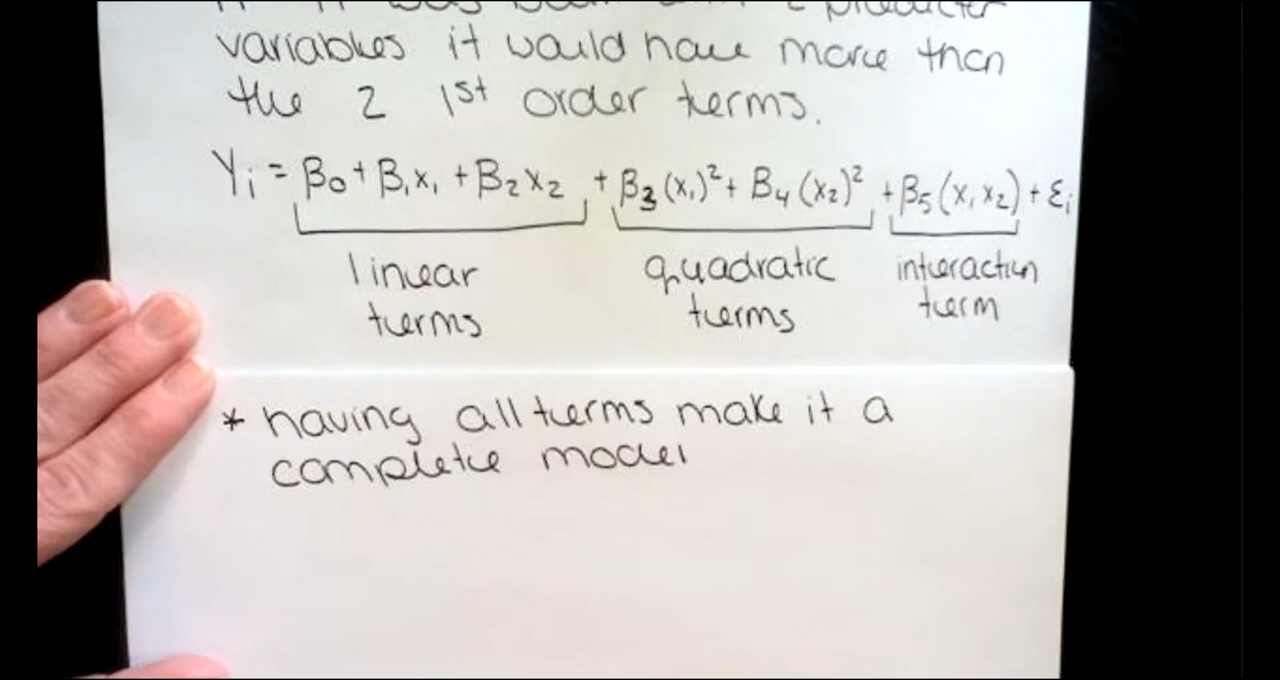 variables it would have more than
the 2 1st order terms.
Yi = β0 + β1x1 + β2x2 + β3(x1)² + β4(x2)² + β5(x1x2) + εi
linear quadratic interaction
terms terms term
* having all terms make it a
complete model